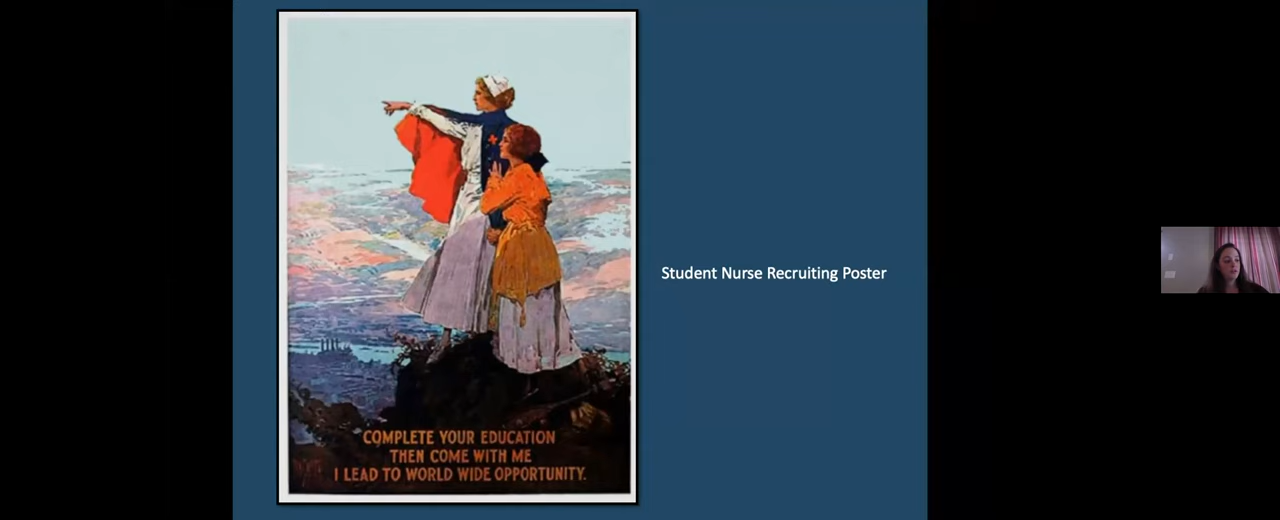 COMPLETE YOUR EDUCATION
THEN COME WITH ME
I LEAD TO WORLD WIDE OPPORTUNITY.
Student Nurse Recruiting Poster